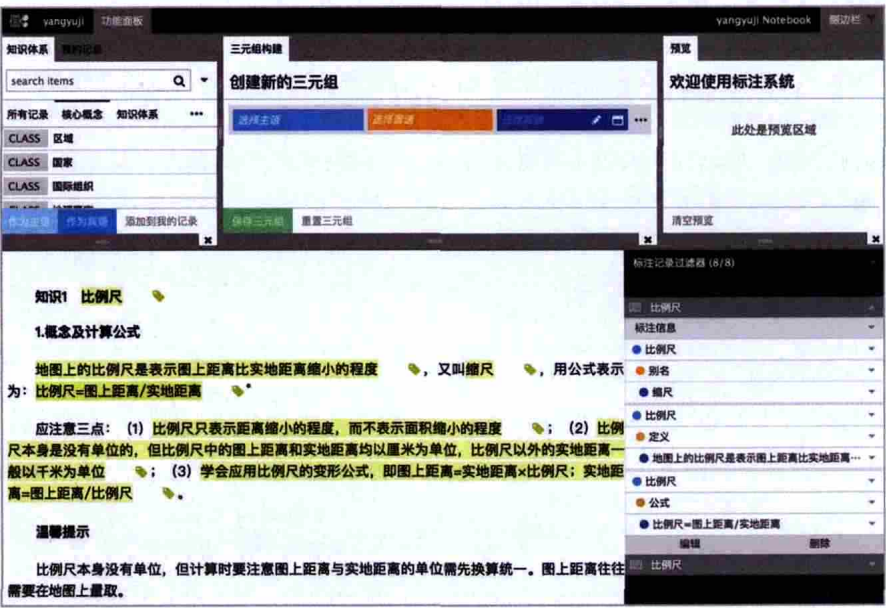 yangyuji 功能面板 yangyuji Notebook 侧边栏
知识体系 我的记录 三元组构建 预览
search items
创建新的三元组
欢迎使用标注系统
所有记录 核心概念 知识体系 •••
选择主语 选择谓语 •••
此处是预览区域
CLASS 区域
CLASS 国家
CLASS 国际组织
作为主语 作为宾语 添加到我的记录 保存三元组 重置三元组 清空预览
知识1 比例尺
1.概念及计算公式
地图上的比例尺是表示图上距离比实地距离缩小的程度 ，又叫缩尺 ，用公式表示
为：比例尺=图上距离/实地距离 。
应注意三点：（1）比例尺只表示距离缩小的程度，而不表示面积缩小的程度 ；（2）比例
尺本身是没有单位的，但比例尺中的图上距离和实地距离均以厘米为单位，比例尺以外的实地距离一
般以千米为单位 ；（3）学会应用比例尺的变形公式，即图上距离=实地距离×比例尺；实地距
离=图上距离/比例尺 。
温馨提示
比例尺本身没有单位，但计算时要注意图上距离与实地距离的单位需先换算统一。图上距离往往
需要在地图上量取。
标注记录过滤器 (8/8)
比例尺
标注信息
比例尺
别名
缩尺
比例尺
定义
地图上的比例尺是表示图上距离比实地距离…
比例尺
公式
比例尺=图上距离/实地距离
编辑 删除
比例尺